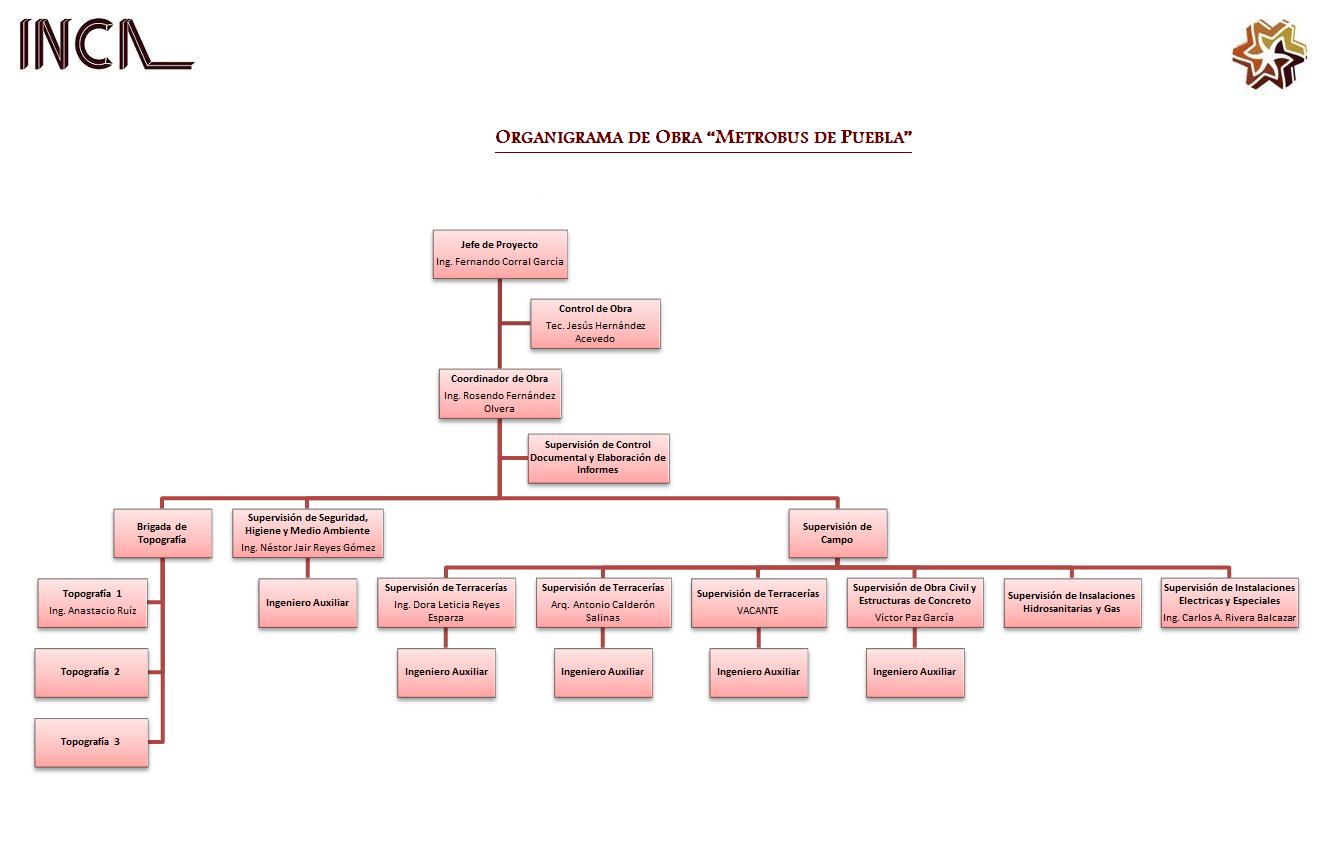 INCA
ORGANIGRAMA DE OBRA “METROBUS DE PUEBLA”
Jefe de Proyecto
Ing. Fernando Corral García
Control de Obra
Tec. Jesús Hernández
Acevedo
Coordinador de Obra
Ing. Rosendo Fernández
Olvera
Supervisión de Control
Documental y Elaboración de
Informes
Brigada de
Topografía
Supervisión de Seguridad,
Higiene y Medio Ambiente
Ing. Néstor Jair Reyes Gómez
Supervisión de
Campo
Topografía 1
Ing. Anastacio Ruíz
Ingeniero Auxiliar
Supervisión de Terracerías
Ing. Dora Leticia Reyes
Esparza
Supervisión de Terracerías
Arq. Antonio Calderón
Salinas
Supervisión de Terracerías
VACANTE
Supervisión de Obra Civil y
Estructuras de Concreto
Víctor Paz García
Supervisión de Insalaciones
Hidrosanitarias y Gas
Supervisión de Instalaciones
Electricas y Especiales
Ing. Carlos A. Rivera Balcazar
Topografía 2
Ingeniero Auxiliar
Ingeniero Auxiliar
Ingeniero Auxiliar
Ingeniero Auxiliar
Topografía 3